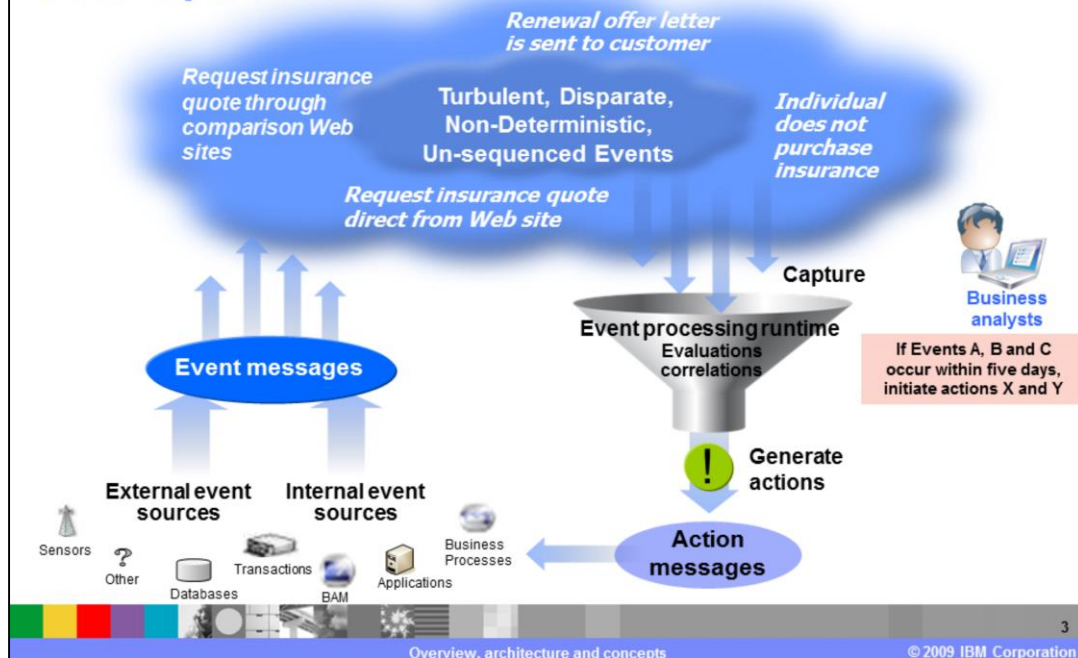 Renewal offer letter
is sent to customer
Request insurance
quote through
comparison Web
sites
Turbulent, Disparate,
Non-Deterministic,
Un-sequenced Events
Individual
does not
purchase
insurance
Request insurance quote
direct from Web site
Capture
Business
analysts
Event processing runtime
Evaluations
correlations
If Events A, B and C
occur within five days,
initiate actions X and Y
Event messages
!
Generate
actions
External event
sources
Internal event
sources
Sensors
?
Other
Databases
Transactions
BAM
Applications
Business
Processes
Action
messages
3
Overview, architecture and concepts
© 2009 IBM Corporation